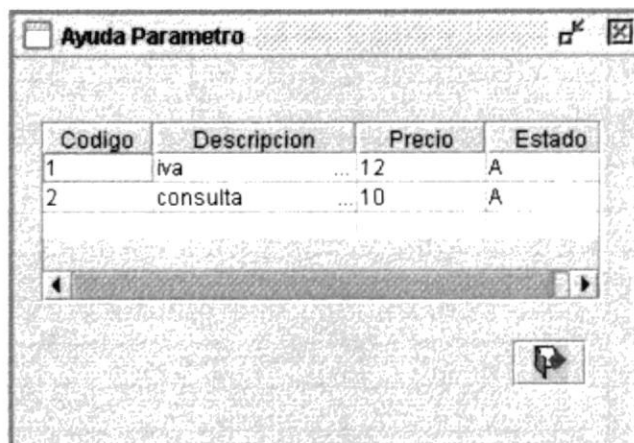 Ayuda Parametro
Codigo Descripcion Precio Estado
1 iva ... 12 A
2 consulta ... 10 A